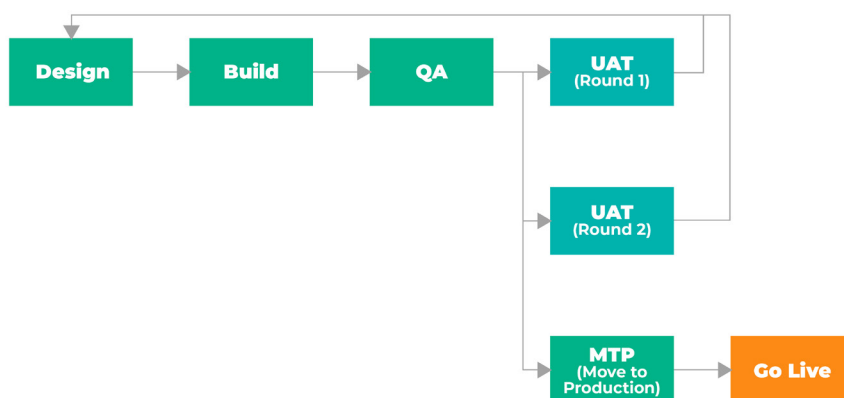 Design
Build
QA
UAT
(Round 1)
UAT
(Round 2)
MTP
(Move to
Production)
Go Live